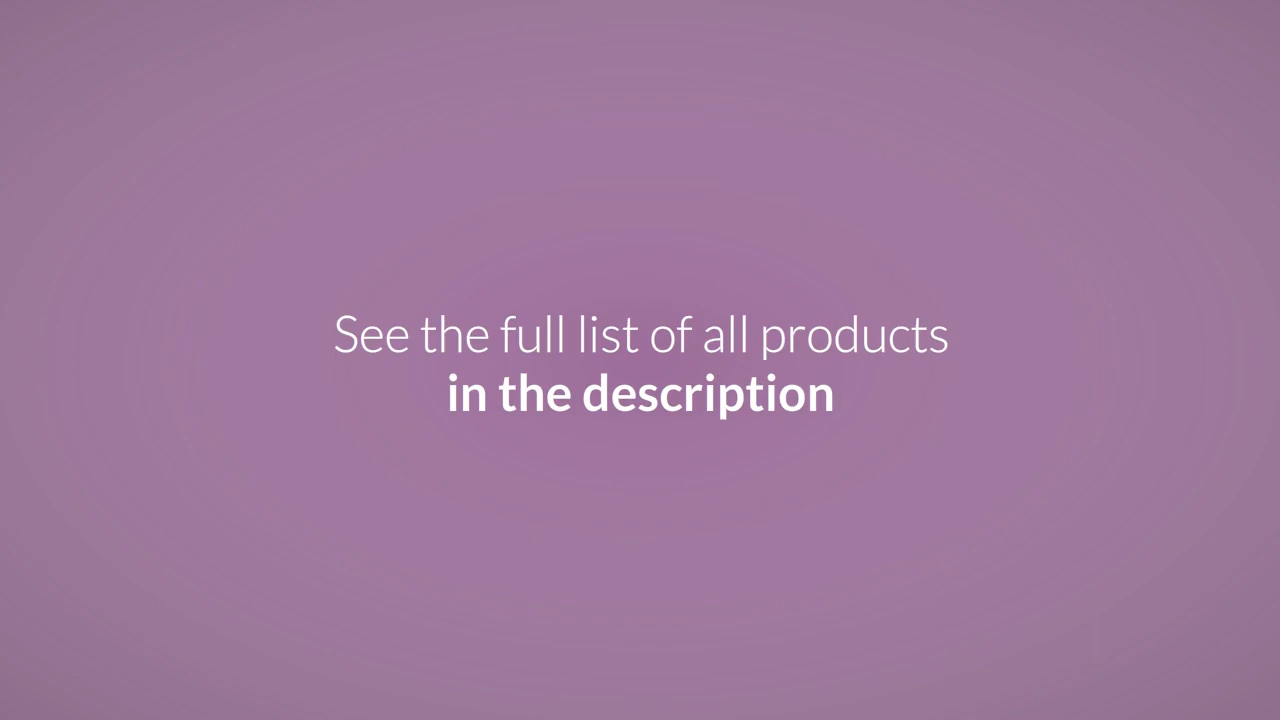 See the full list of all products
in the description